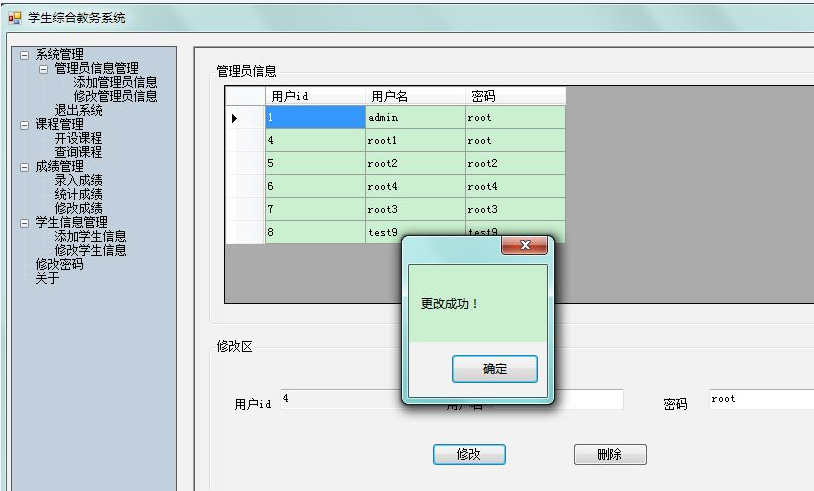 学生综合教务系统
系统管理
管理员信息管理
添加管理员信息
修改管理员信息
退出系统
课程管理
开设课程
查询课程
成绩管理
录入成绩
统计成绩
修改成绩
学生信息管理
添加学生信息
修改学生信息
修改密码
关于
管理员信息
用户id 用户名 密码
1 admin root
4 root1 root
5 root2 root2
6 root4 root4
7 root3 root3
8 test9 test9
更改成功！
确定
修改区
用户id 4 用户名 密码 root
修改 删除